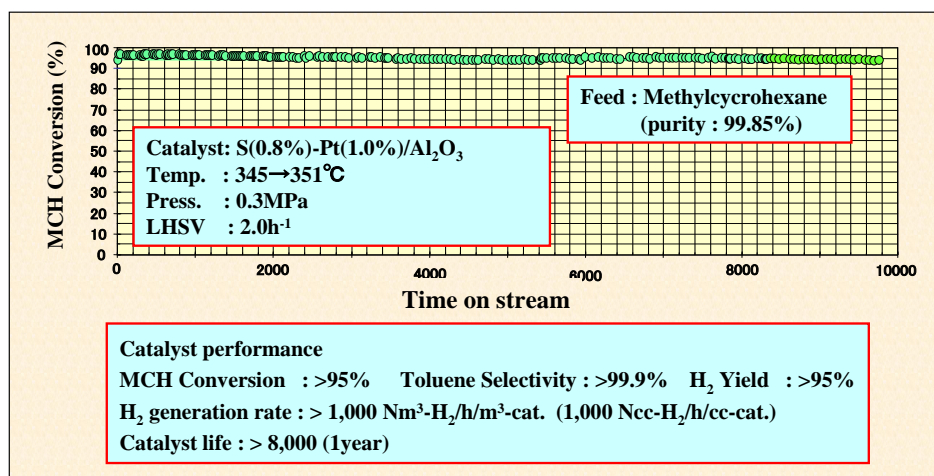 MCH Conversion (%)
100
90
80
70
60
50
40
30
20
10
0
Feed : Methylcycrohexane
(purity : 99.85%)
Catalyst: S(0.8%)-Pt(1.0%)/Al₂O₃
Temp. : 345→351℃
Press. : 0.3MPa
LHSV : 2.0h⁻¹
0 2000 4000 6000 8000 10000
Time on stream
Catalyst performance
MCH Conversion : >95% Toluene Selectivity : >99.9% H₂ Yield : >95%
H₂ generation rate : > 1,000 Nm³-H₂/h/m³-cat. (1,000 Ncc-H₂/h/cc-cat.)
Catalyst life : > 8,000 (1year)